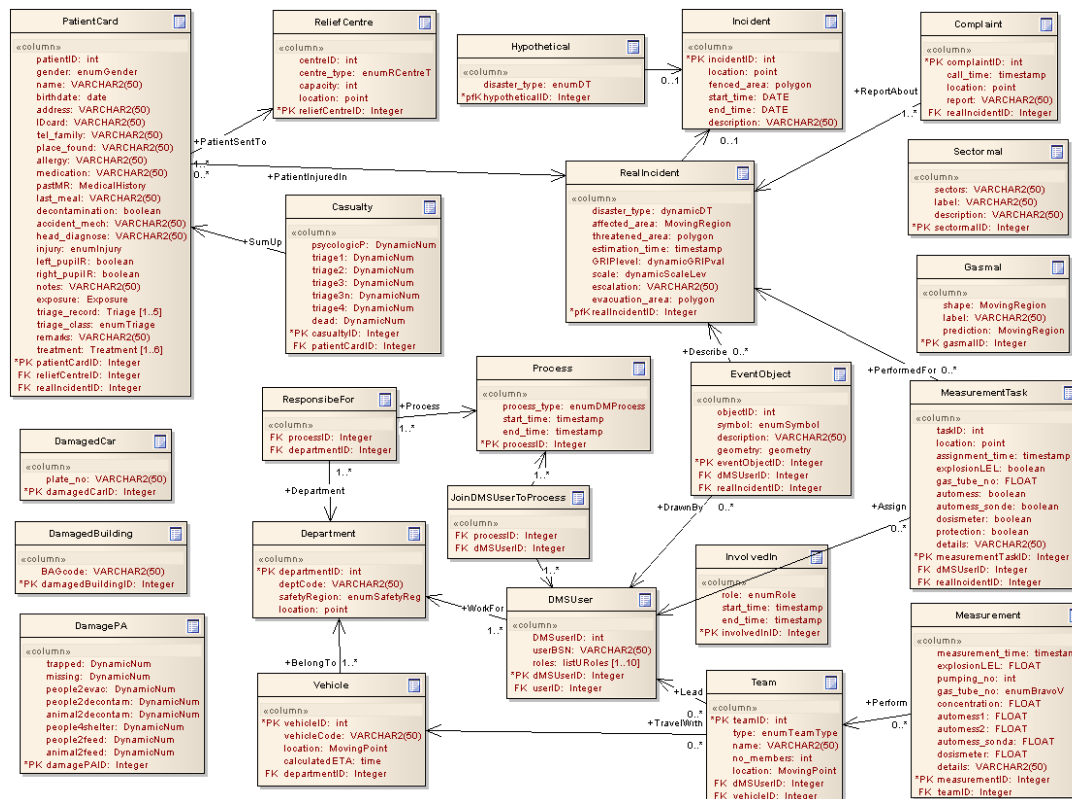 PatientCard
«column»
patientID: int
gender: enumGender
name: VARCHAR2(50)
birthdate: date
address: VARCHAR2(50)
IDcard: VARCHAR2(50)
tel_family: VARCHAR2(50)
place_found: VARCHAR2(50)
allergy: VARCHAR2(50)
medication: VARCHAR2(50)
pastMR: MedicalHistory
last_meal: VARCHAR2(50)
decontamination: boolean
accident_mech: VARCHAR2(50)
head_diagnose: VARCHAR2(50)
injury: enumInjury
left_pupilR: boolean
right_pupilR: boolean
notes: VARCHAR2(50)
exposure: Exposure
triage_record: Triage [1..5]
triage_class: enumTriage
remarks: VARCHAR2(50)
treatment: Treatment [1..6]
*PK patientCardID: Integer
FK reliefCentreID: Integer
FK realIncidentID: Integer
ReliefCentre
«column»
centreID: int
centre_type: enumRCentreT
capacity: int
location: point
*PK reliefCentreID: Integer
+PatientSentTo
1..*
0..*
+PatientInjuredIn
Hypothetical
«column»
disaster_type: enumDT
*pfK hypotheticalID: Integer
0..1
Incident
«column»
*PK incidentID: Integer
location: point
fenced_area: polygon
start_time: DATE
end_time: DATE
description: VARCHAR2(50)
0..1
Complaint
«column»
*PK complaintID: Integer
call_time: timestamp
location: point
report: VARCHAR2(50)
FK realIncidentID: Integer
+ReportAbout
1..*
Casualty
«column»
psycologicP: DynamicNum
triage1: DynamicNum
triage2: DynamicNum
triage3: DynamicNum
triage3n: DynamicNum
triage4: DynamicNum
dead: DynamicNum
*PK casualtyID: Integer
FK patientCardID: Integer
+SumUp
RealIncident
«column»
disaster_type: dynamicDT
affected_area: MovingRegion
threatened_area: polygon
estimation_time: timestamp
GRIPlevel: dynamicGRIPval
scale: dynamicScaleLev
escalation: VARCHAR2(50)
evacuation_area: polygon
*pfK realIncidentID: Integer
Sectormal
«column»
sectors: VARCHAR2(50)
label: VARCHAR2(50)
description: VARCHAR2(50)
*PK sectormalID: Integer
Gasmal
«column»
shape: MovingRegion
label: VARCHAR2(50)
prediction: MovingRegion
*PK gasmalID: Integer
+Describe 0..*
+PerformedFor 0..*
ResponsibeFor
«column»
FK processID: Integer
FK departmentID: Integer
+Process
1..*
Process
«column»
process_type: enumDMProcess
start_time: timestamp
end_time: timestamp
*PK processID: Integer
1..*
EventObject
«column»
objectID: int
symbol: enumSymbol
description: VARCHAR2(50)
geometry: geometry
*PK eventObjectID: Integer
FK dMSUserID: Integer
FK realIncidentID: Integer
+DrawnBy 0..*
MeasurementTask
«column»
taskID: int
location: point
assignment_time: timestamp
explosionLEL: boolean
gas_tube_no: FLOAT
automess: boolean
automess_sonde: boolean
dosismeter: boolean
protection: boolean
details: VARCHAR2(50)
*PK measurementTaskID: Integer
FK dMSUserID: Integer
FK realIncidentID: Integer
+Assign
0..*
DamagedCar
«column»
plate_no: VARCHAR2(50)
*PK damagedCarID: Integer
1..*
+Department
JoinDMSUserToProcess
«column»
FK processID: Integer
FK dMSUserID: Integer
1..*
DamagedBuilding
«column»
BAGcode: VARCHAR2(50)
*PK damagedBuildingID: Integer
Department
«column»
*PK departmentID: int
deptCode: VARCHAR2(50)
safetyRegion: enumSafetyReg
location: point
+WorkFor
1..*
DMSUser
«column»
DMSuserID: int
userBSN: VARCHAR2(50)
roles: listURoles [1..10]
*PK dMSUserID: Integer
FK userID: Integer
InvolvedIn
«column»
role: enumRole
start_time: timestamp
end_time: timestamp
*PK involvedInID: Integer
DamagePA
«column»
trapped: DynamicNum
missing: DynamicNum
people2evac: DynamicNum
people2decontam: DynamicNum
animal2decontam: DynamicNum
people4shelter: DynamicNum
people2feed: DynamicNum
animal2feed: DynamicNum
*PK damagePAID: Integer
+BelongTo 1..*
Vehicle
«column»
*PK vehicleID: int
vehicleCode: VARCHAR2(50)
location: MovingPoint
calculatedETA: time
FK departmentID: Integer
+Lead
0..*
+TravelWith
0..*
Team
«column»
*PK teamID: int
type: enumTeamType
name: VARCHAR2(50)
no_members: int
location: MovingPoint
FK dMSUserID: Integer
FK vehicleID: Integer
+Perform
0..*
Measurement
«column»
measurement_time: timestam
explosionLEL: FLOAT
pumping_no: int
gas_tube_no: enumBravoV
concentration: FLOAT
automess1: FLOAT
automess2: FLOAT
automess_sonda: FLOAT
dosismeter: FLOAT
details: VARCHAR2(50)
*PK measurementID: Integer
FK teamID: Integer